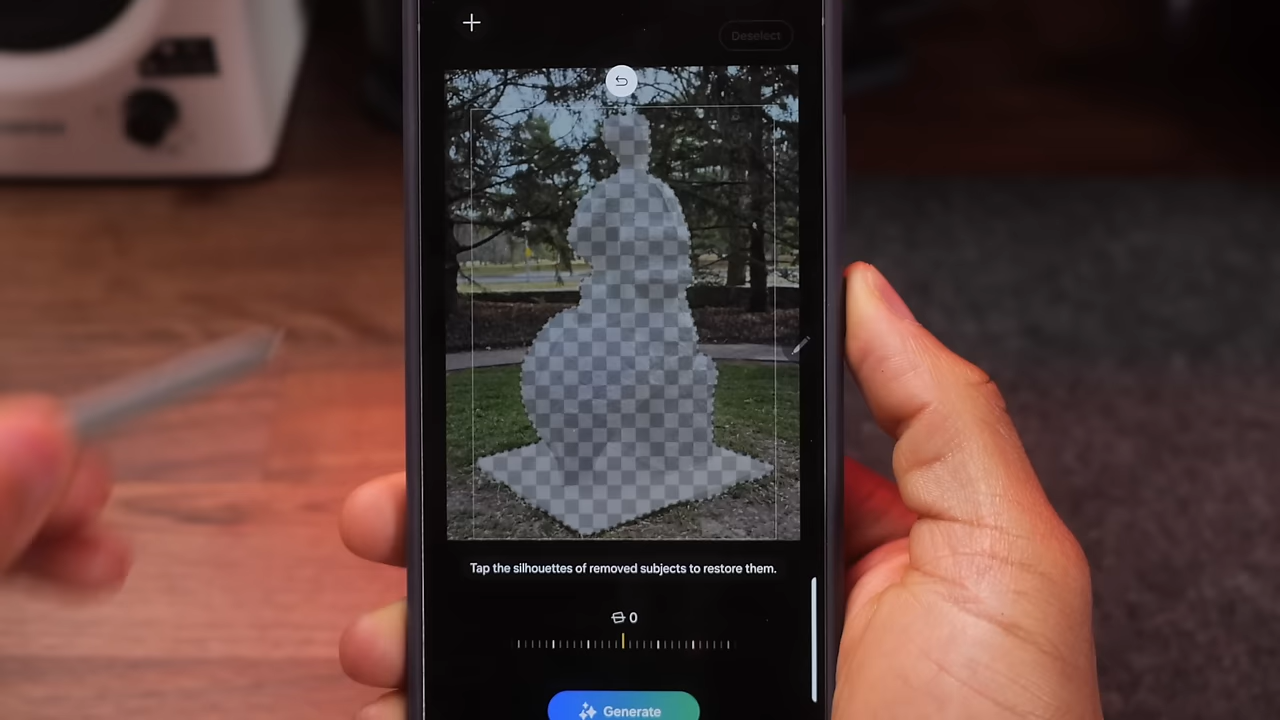 Deselect
Tap the silhouettes of removed subjects to restore them.
0
Generate